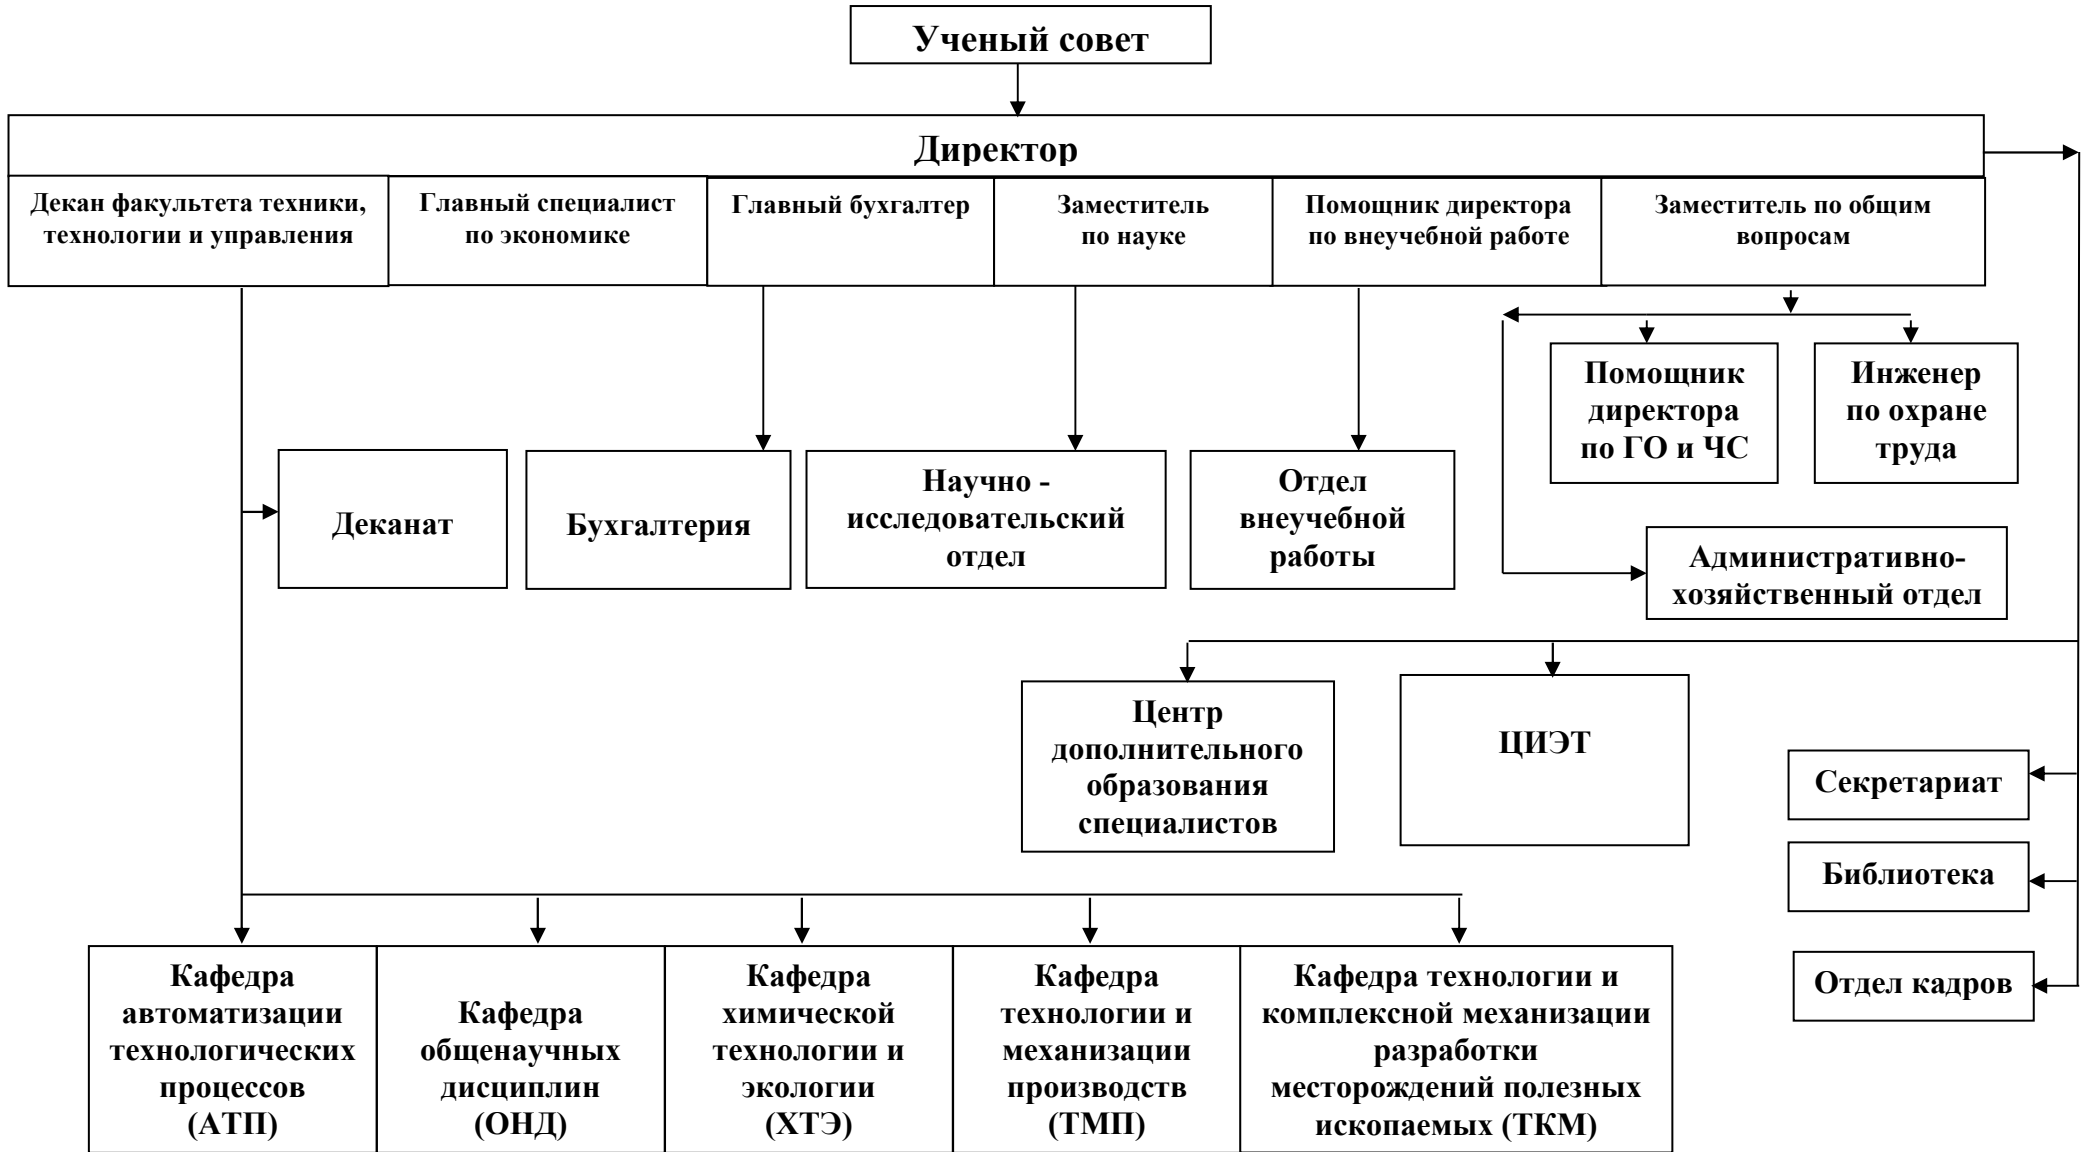 Ученый совет
Директор
Декан факультета техники,
технологии и управления
Главный специалист
по экономике
Главный бухгалтер
Заместитель
по науке
Помощник директора
по внеучебной работе
Заместитель по общим
вопросам
Помощник
директора
по ГО и ЧС
Инженер
по охране
труда
Деканат
Бухгалтерия
Научно -
исследовательский
отдел
Отдел
внеучебной
работы
Административно-
хозяйственный отдел
Центр
дополнительного
образования
специалистов
ЦИЭТ
Секретариат
Библиотека
Отдел кадров
Кафедра
автоматизации
технологических
процессов
(АТП)
Кафедра
общенаучных
дисциплин
(ОНД)
Кафедра
химической
технологии и
экологии
(ХТЭ)
Кафедра
технологии и
механизации
производств
(ТМП)
Кафедра технологии и
комплексной механизации
разработки
месторождений полезных
ископаемых (ТКМ)